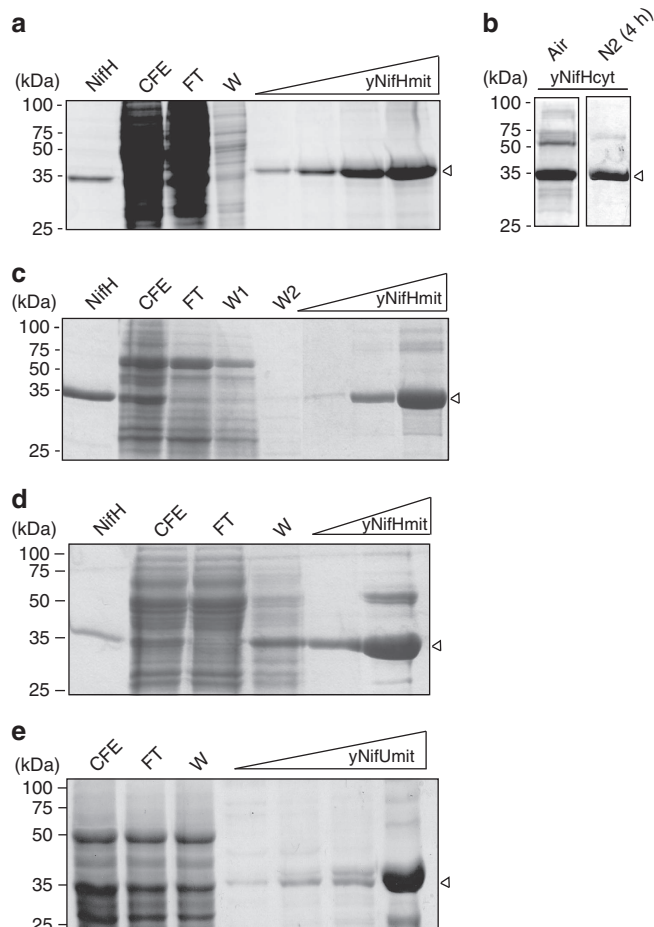 a
(kDa) NifH CFE FT W yNifHmit
100 -
75 -
50 -
35 -
25 -
b
Air N2 (4 h)
(kDa) yNifHcyt
100 -
75 -
50 -
35 -
25 -
c
(kDa) NifH CFE FT W1 W2 yNifHmit
100 -
75 -
50 -
35 -
25 -
d
(kDa) NifH CFE FT W yNifHmit
100 –
75 –
50 –
35 –
25 –
e
(kDa) CFE FT W yNifUmit
100 –
75 –
50 –
35 –
25 –